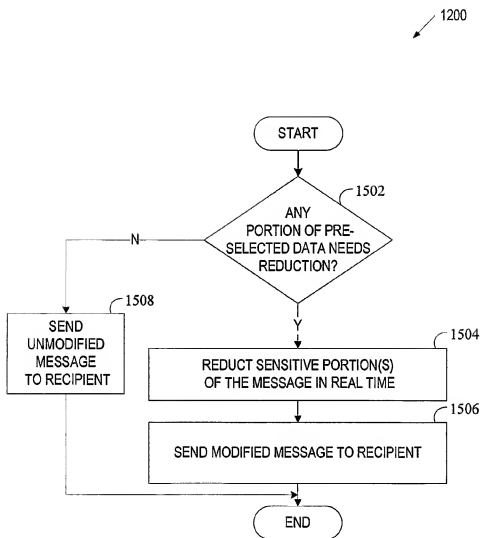 1200
START
1502
ANY
PORTION OF PRE-
SELECTED DATA NEEDS
REDUCTION?
N
Y
1508
SEND
UNMODIFIED
MESSAGE
TO RECIPIENT
1504
REDUCT SENSITIVE PORTION(S)
OF THE MESSAGE IN REAL TIME
1506
SEND MODIFIED MESSAGE TO RECIPIENT
END